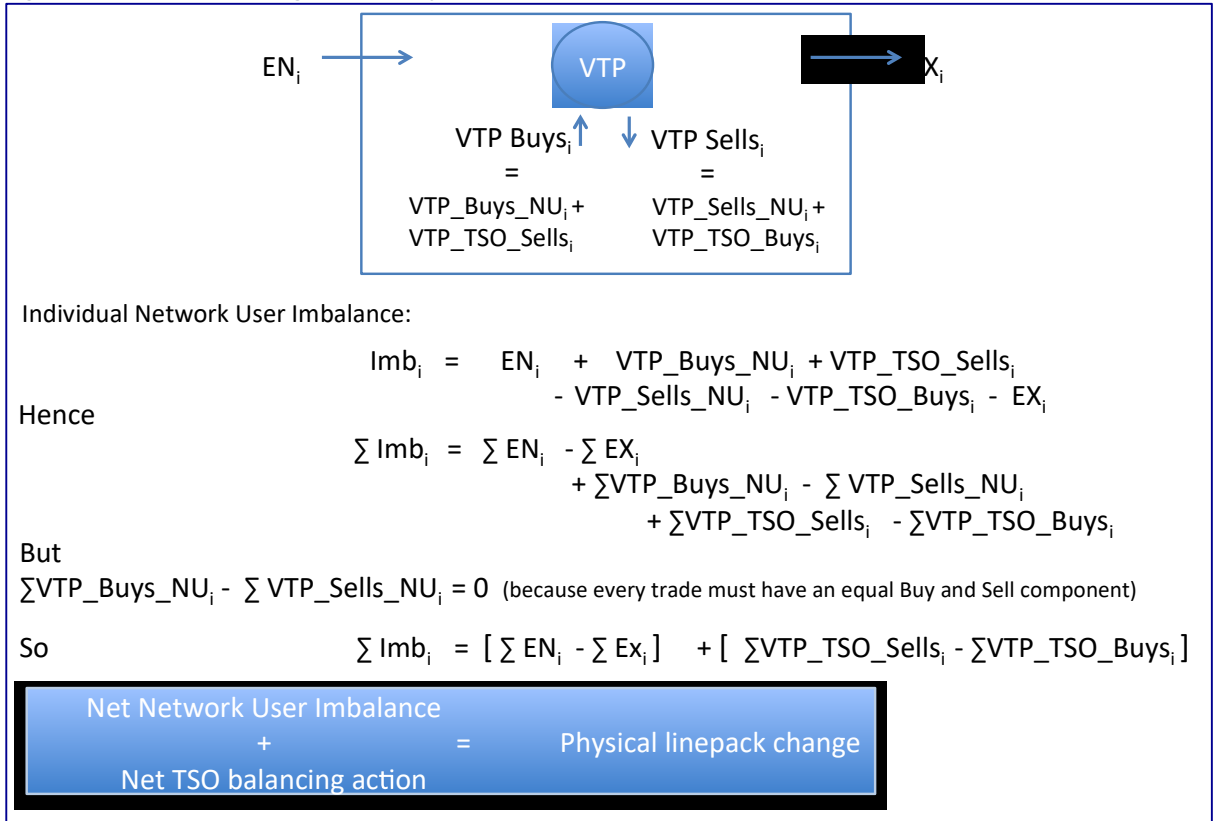 ENᵢ VTP Xᵢ
VTP Buysᵢ VTP Sellsᵢ
= =
VTP_Buys_NUᵢ + VTP_Sells_NUᵢ +
VTP_TSO_Sellsᵢ VTP_TSO_Buysᵢ
Individual Network User Imbalance:
Imbᵢ = ENᵢ + VTP_Buys_NUᵢ + VTP_TSO_Sellsᵢ
- VTP_Sells_NUᵢ - VTP_TSO_Buysᵢ - EXᵢ
Hence
∑ Imbᵢ = ∑ ENᵢ - ∑ EXᵢ
+ ∑VTP_Buys_NUᵢ - ∑ VTP_Sells_NUᵢ
+ ∑VTP_TSO_Sellsᵢ - ∑VTP_TSO_Buysᵢ
But
∑VTP_Buys_NUᵢ - ∑ VTP_Sells_NUᵢ = 0 (because every trade must have an equal Buy and Sell component)
So ∑ Imbᵢ = [ ∑ ENᵢ - ∑ Exᵢ ] + [ ∑VTP_TSO_Sellsᵢ - ∑VTP_TSO_Buysᵢ ]
Net Network User Imbalance
+ = Physical linepack change
Net TSO balancing action